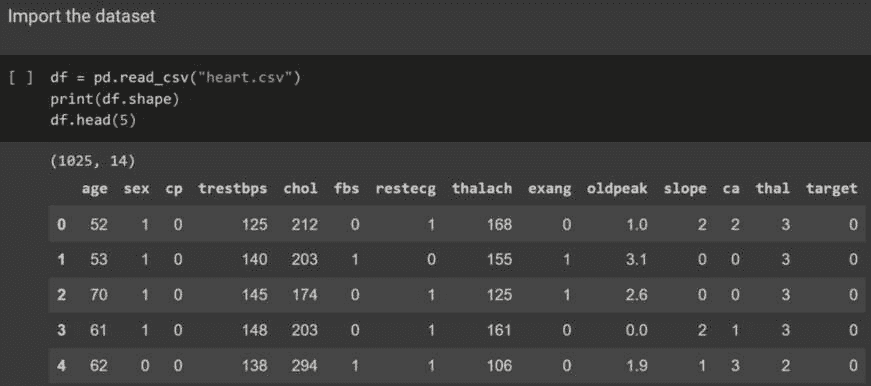 Import the dataset
[ ] df = pd.read_csv("heart.csv")
print(df.shape)
df.head(5)
(1025, 14)
age sex cp trestbps chol fbs restecg thalach exang oldpeak slope ca thal target
0 52 1 0 125 212 0 1 168 0 1.0 2 2 3 0
1 53 1 0 140 203 1 0 155 1 3.1 0 0 3 0
2 70 1 0 145 174 0 1 125 1 2.6 0 0 3 0
3 61 1 0 148 203 0 1 161 0 0.0 2 1 3 0
4 62 0 0 138 294 1 1 106 0 1.9 1 3 2 0